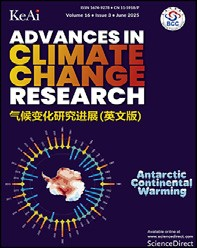 KeAi
ISSN 1674-9278 • CN 11-5918/P
Volume 16 • Issue 3 • June 2025
BCC
ADVANCES IN
CLIMATE
CHANGE
RESEARCH
气候变化研究进展(英文版)
Antarctic
Continental
Warming
Available online at
www.sciencedirect.com
ScienceDirect